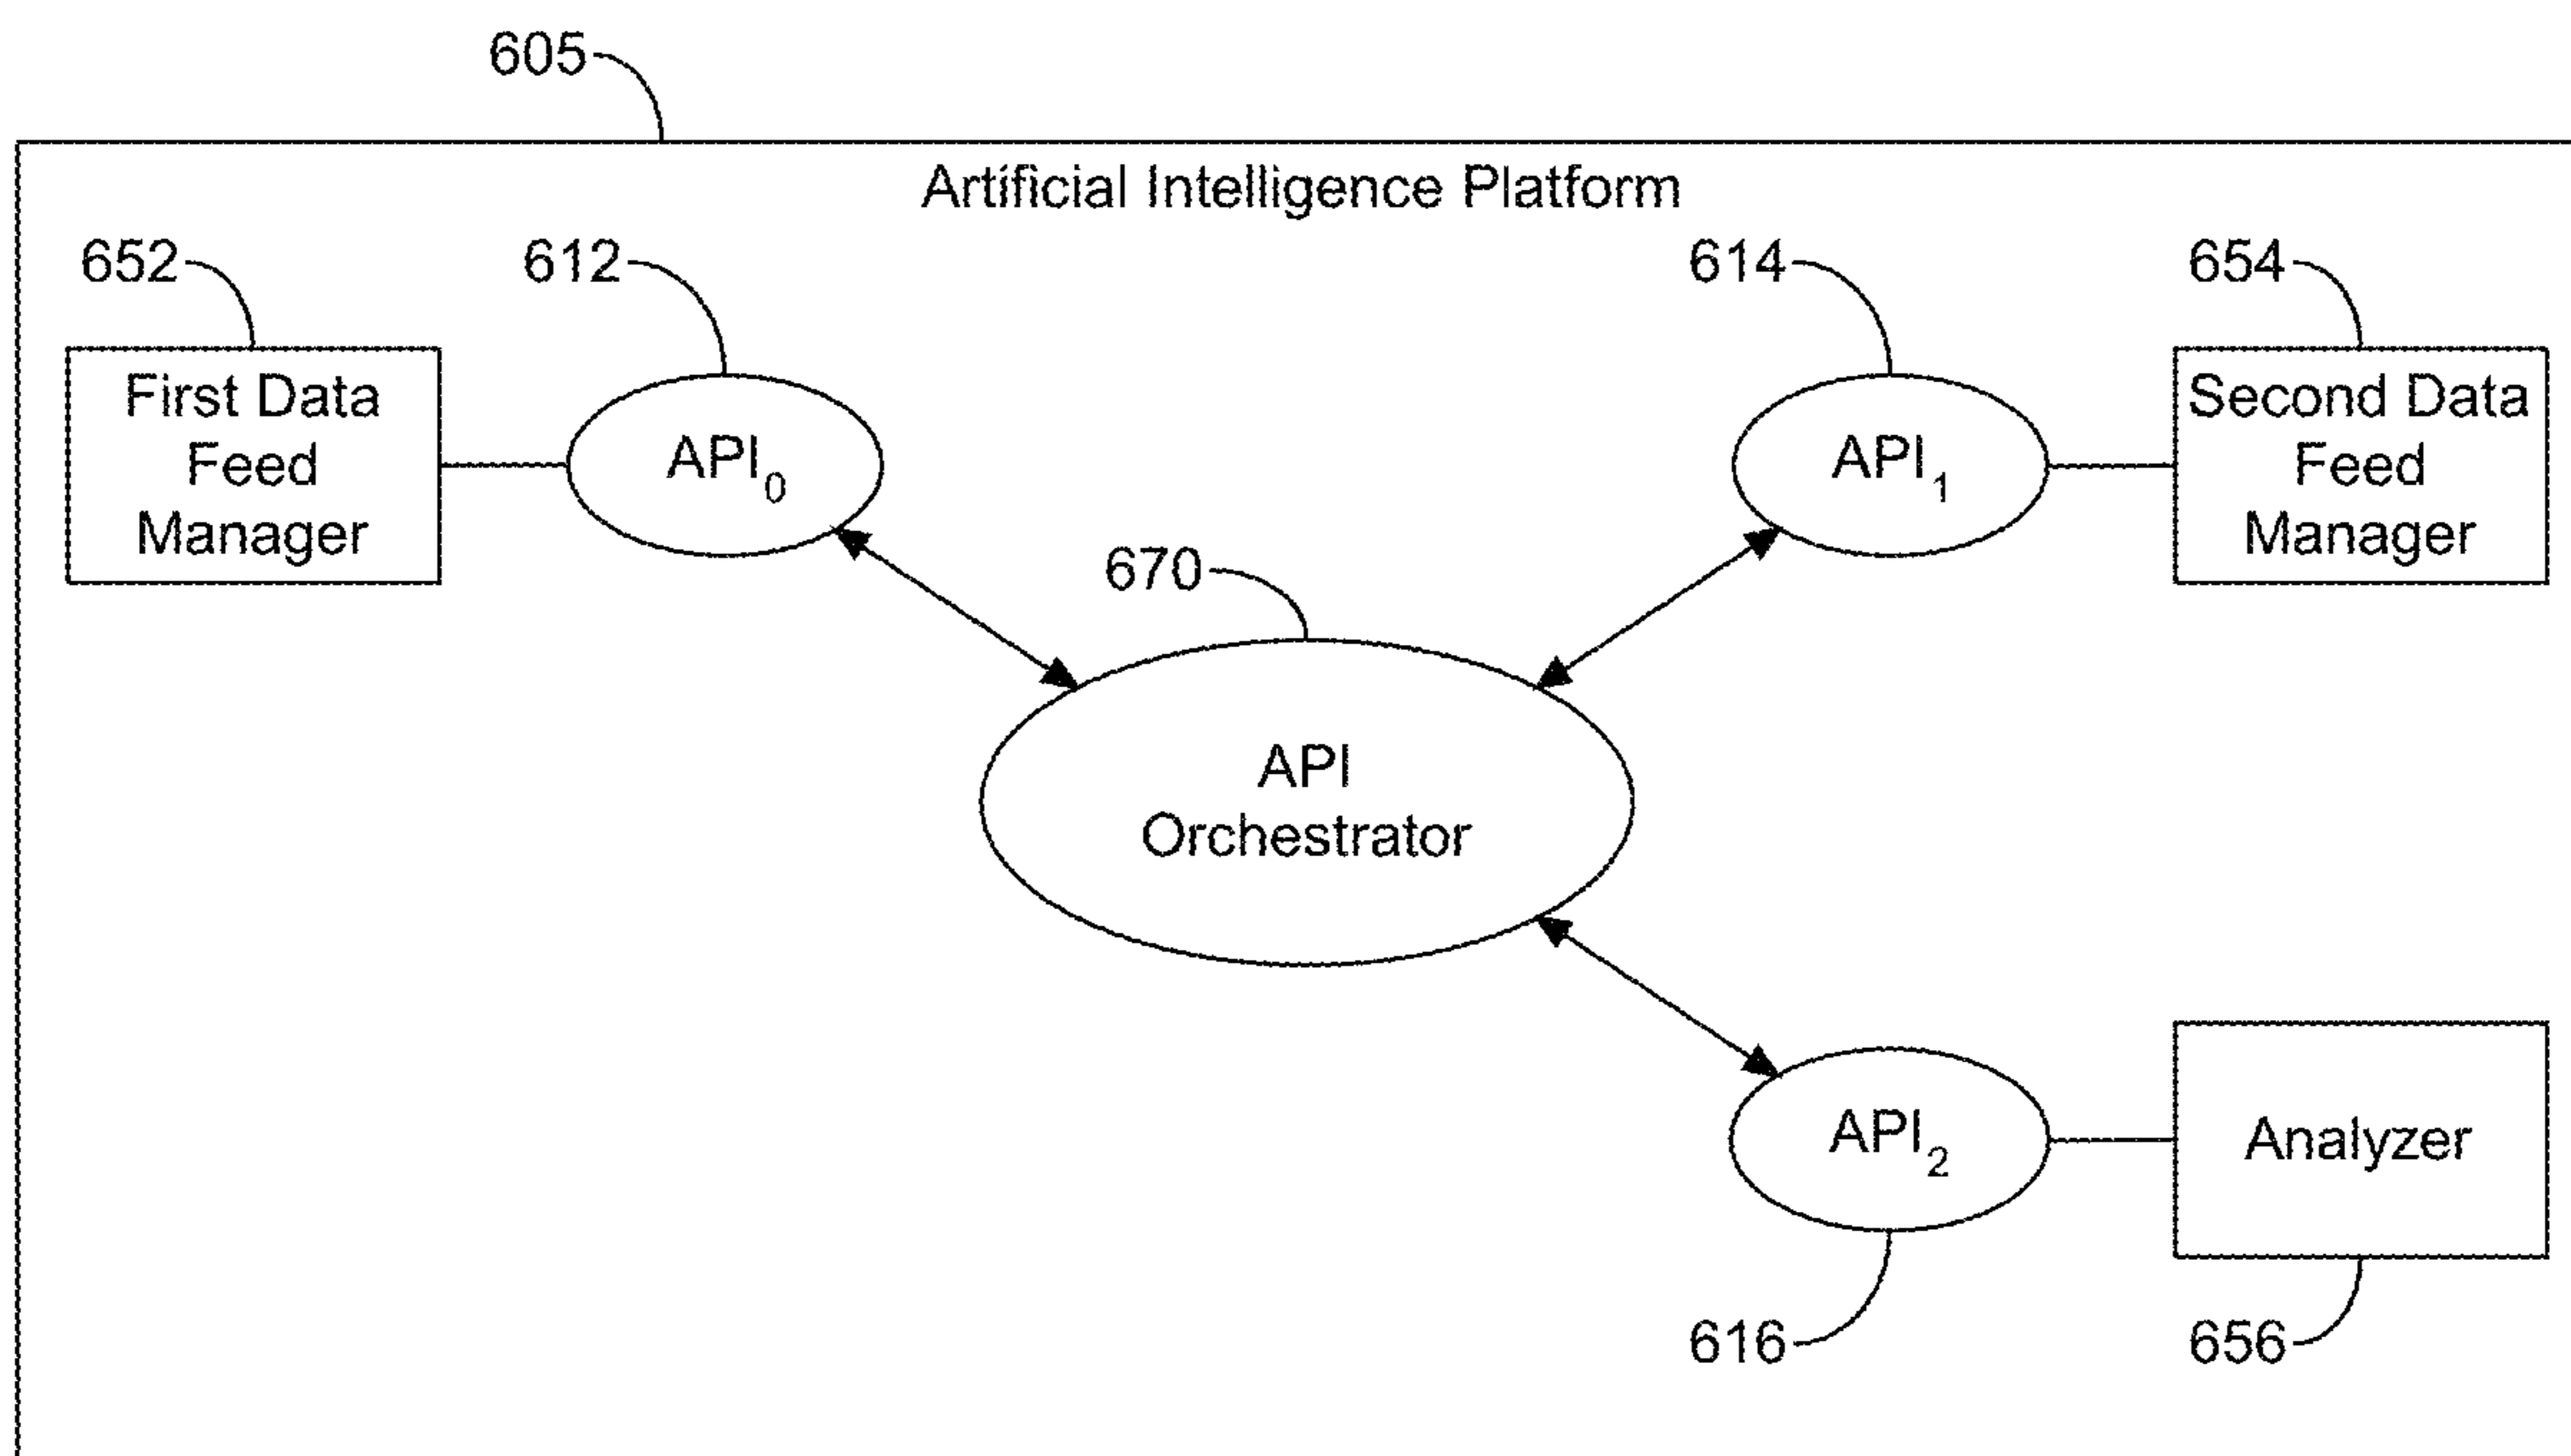 605
Artificial Intelligence Platform
652
612
614
654
First Data
Feed
Manager
API₀
API₁
Second Data
Feed
Manager
670
API
Orchestrator
API₂
Analyzer
616
656